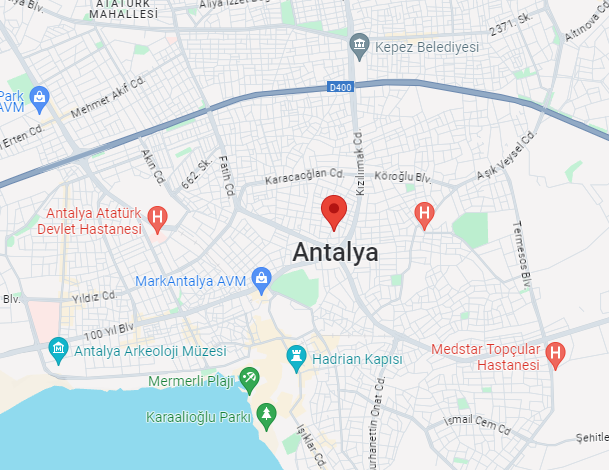 ATATÜRK
MAHALLESİ
Aliya İzzet Bego
2371. Sk.
Altınova Cd.
Kepez Belediyesi
D400
Park
AVM
Mehmet Akif Cd.
Erten Cd.
Akın Cd.
662. Sk.
Fatih Cd.
Karacaoğlan Cd.
Kızılırmak Cd.
Köroğlu Blv.
Aşık Veysel Cd.
Antalya Atatürk
Devlet Hastanesi
H
H
Antalya
Termesos Blv.
MarkAntalya AVM
Blv.
Yıldız Cd.
100 Yıl Blv
Antalya Arkeoloji Müzesi
Hadrian Kapısı
Medstar Topçular
Hastanesi
H
Mermerli Plajı
Karaalioğlu Parkı
Işıklar Cd.
Burhanettin Onat Cd.
İsmail Cem Cd.
Şehitle